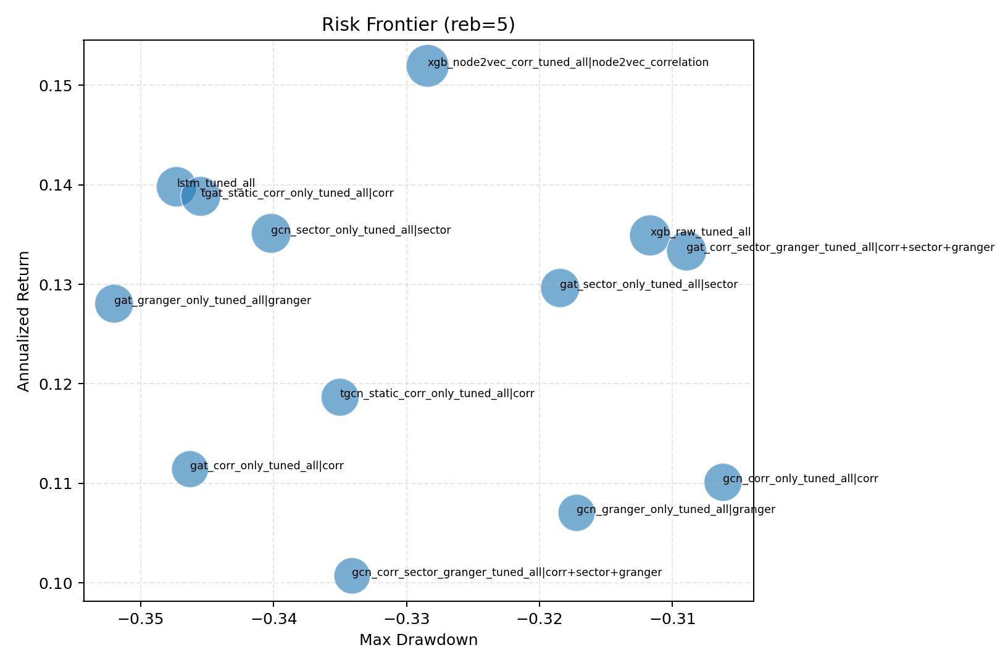 Risk Frontier (reb=5)
xgb_node2vec_corr_tuned_all|node2vec_correlation
0.15
lstm_tuned_all
0.14
tgat_static_corr_only_tuned_all|corr
gcn_sector_only_tuned_all|sector
xgb_raw_tuned_all
gat_corr_sector_granger_tuned_all|corr+sector+granger
0.13
gat_sector_only_tuned_all|sector
gat_granger_only_tuned_all|granger
Annualized Return
0.12
tgcn_static_corr_only_tuned_all|corr
gat_corr_only_tuned_all|corr
gcn_corr_only_tuned_all|corr
0.11
gcn_granger_only_tuned_all|granger
gcn_corr_sector_granger_tuned_all|corr+sector+granger
0.10
−0.35 −0.34 −0.33 −0.32 −0.31
Max Drawdown